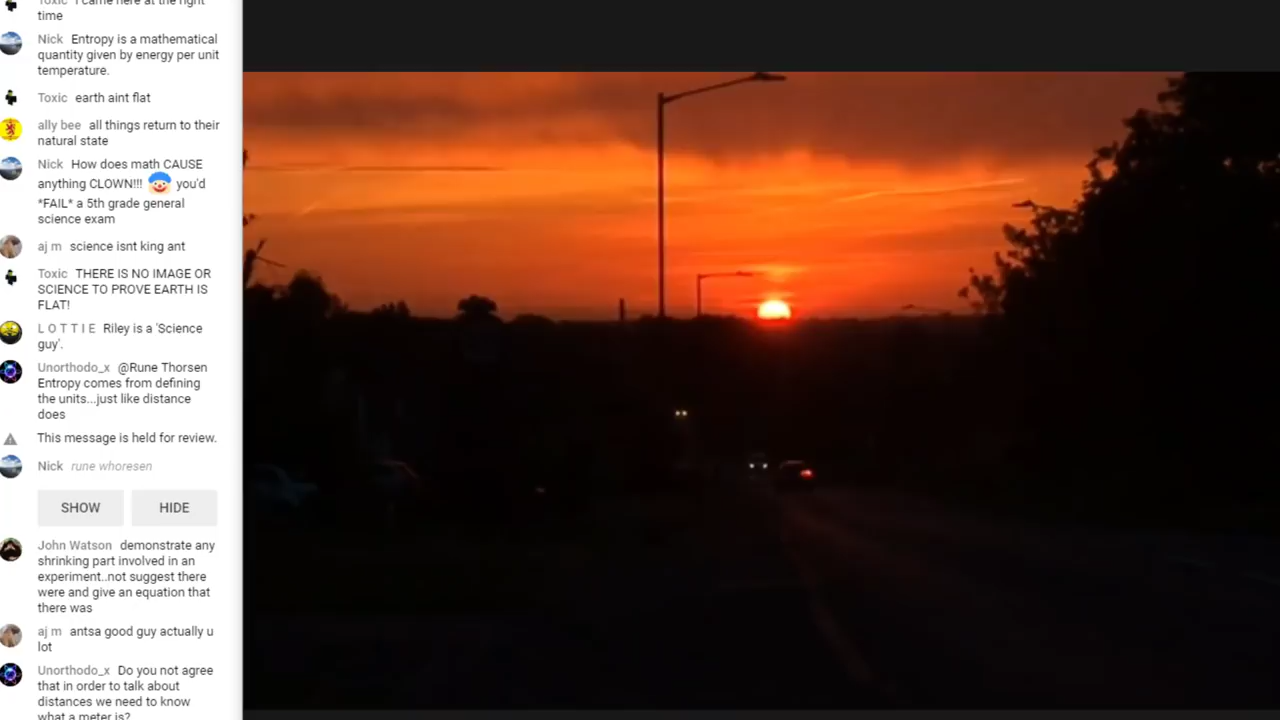 Toxic I came here at the right
time
Nick Entropy is a mathematical
quantity given by energy per unit
temperature.
Toxic earth aint flat
ally bee all things return to their
natural state
Nick How does math CAUSE
anything CLOWN!!! you'd
*FAIL* a 5th grade general
science exam
aj m science isnt king ant
Toxic THERE IS NO IMAGE OR
SCIENCE TO PROVE EARTH IS
FLAT!
L O T T I E Riley is a 'Science
guy'.
Unorthodo_x @Rune Thorsen
Entropy comes from defining
the units...just like distance
does
This message is held for review.
Nick rune whoresen
SHOW HIDE
John Watson demonstrate any
shrinking part involved in an
experiment..not suggest there
were and give an equation that
there was
aj m antsa good guy actually u
lot
Unorthodo_x Do you not agree
that in order to talk about
distances we need to know
what a meter is?